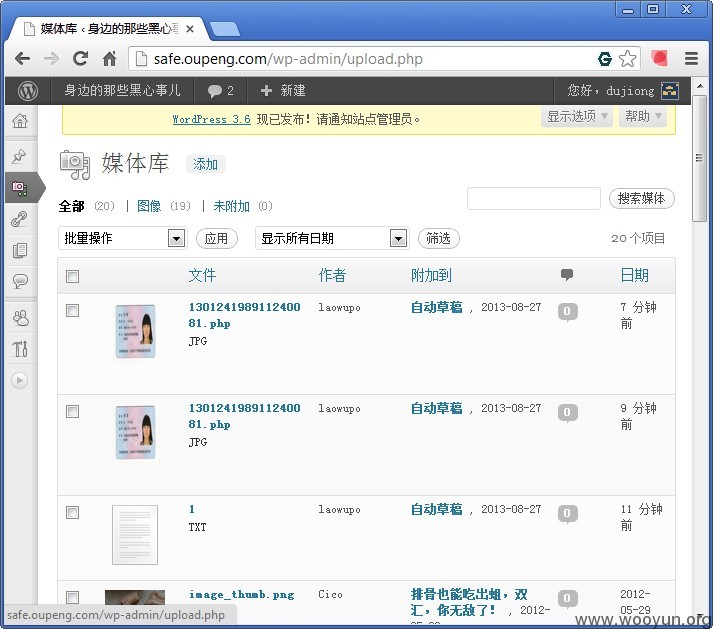 媒体库 ‹ 身边的那些黑心事
safe.oupeng.com/wp-admin/upload.php
身边的那些黑心事儿 2 新建 您好，dujiong
WordPress 3.6 现已发布！请通知站点管理员。 显示选项 帮助
媒体库 添加
全部 (20) | 图像 (19) | 未附加 (0) 搜索媒体
批量操作 应用 显示所有日期 筛选 20 个项目
文件 作者 附加到 日期
1301241989112400 laowupo 自动草稿 , 2013-08-27 0 7 分钟
81.php 前
JPG
1301241989112400 laowupo 自动草稿 , 2013-08-27 0 9 分钟
81.php 前
JPG
1 laowupo 自动草稿 , 2013-08-27 0 11 分钟
TXT 前
image_thumb.png Cico 排骨也能吃出蛆，双 0 2012-
汇，你无敌了！ , 2012- 05-29
safe.oupeng.com/wp-admin/upload.php
www.wooyun.org